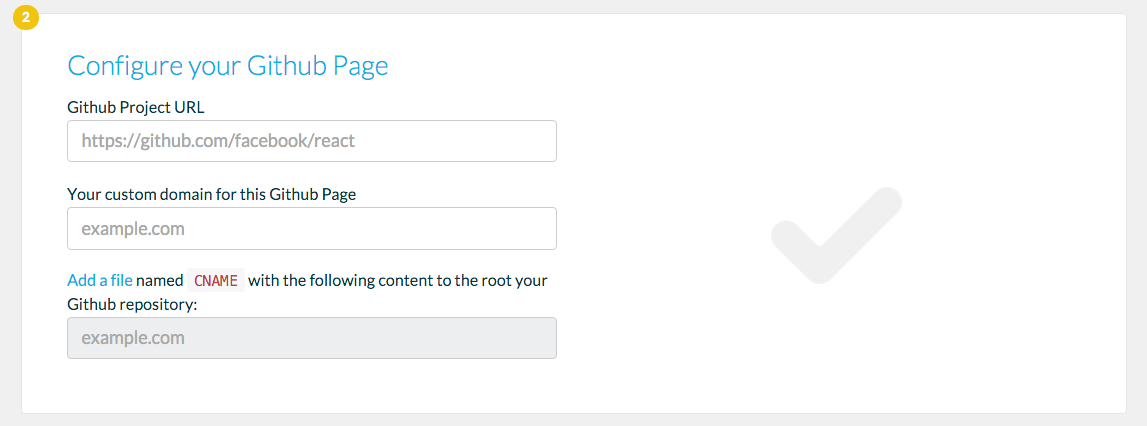 2
Configure your Github Page
Github Project URL
https://github.com/facebook/react
Your custom domain for this Github Page
example.com
Add a file named CNAME with the following content to the root your
Github repository:
example.com